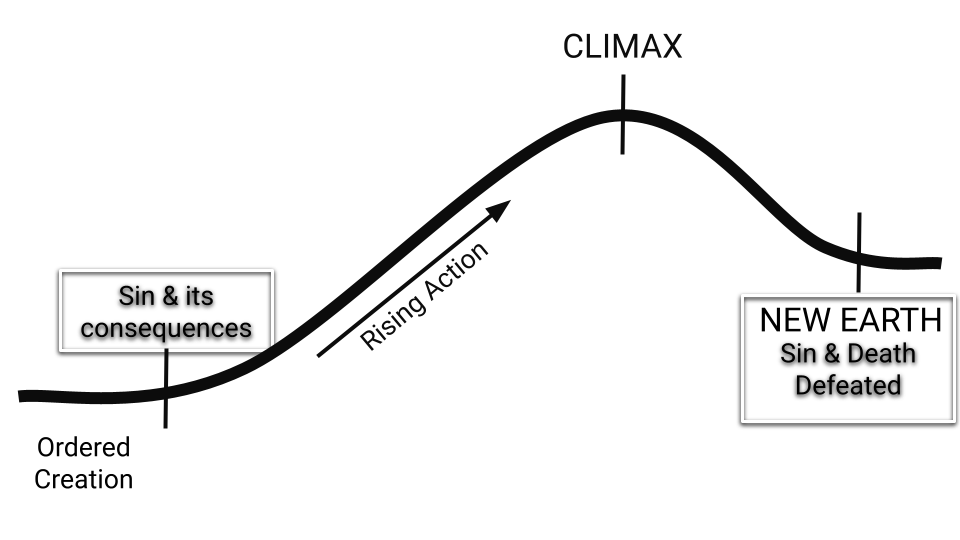 CLIMAX
Rising Action
Sin & its
consequences
Ordered
Creation
NEW EARTH
Sin & Death
Defeated